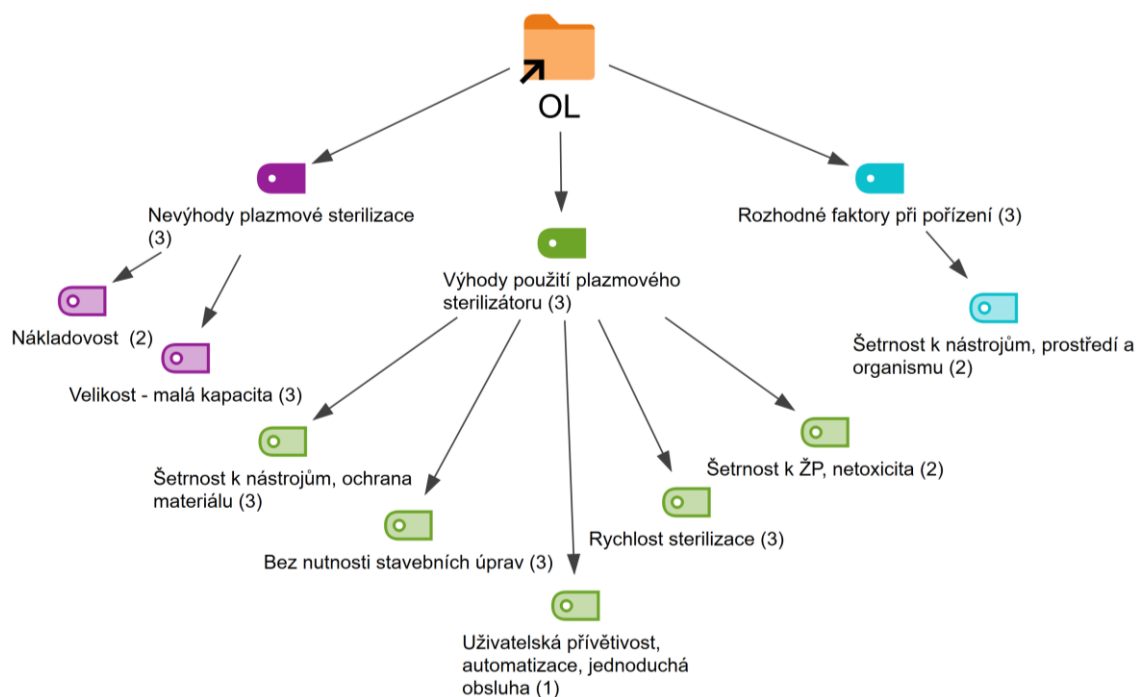 OL
Nevýhody plazmové sterilizace
(3)
Rozhodné faktory při pořízení (3)
Výhody použití plazmového
sterilizátoru (3)
Nákladovost (2)
Velikost - malá kapacita (3)
Šetrnost k nástrojům, prostředí a
organismu (2)
Šetrnost k nástrojům, ochrana
materiálu (3)
Šetrnost k ŽP, netoxicita (2)
Bez nutnosti stavebních úprav (3)
Rychlost sterilizace (3)
Uživatelská přívětivost,
automatizace, jednoduchá
obsluha (1)